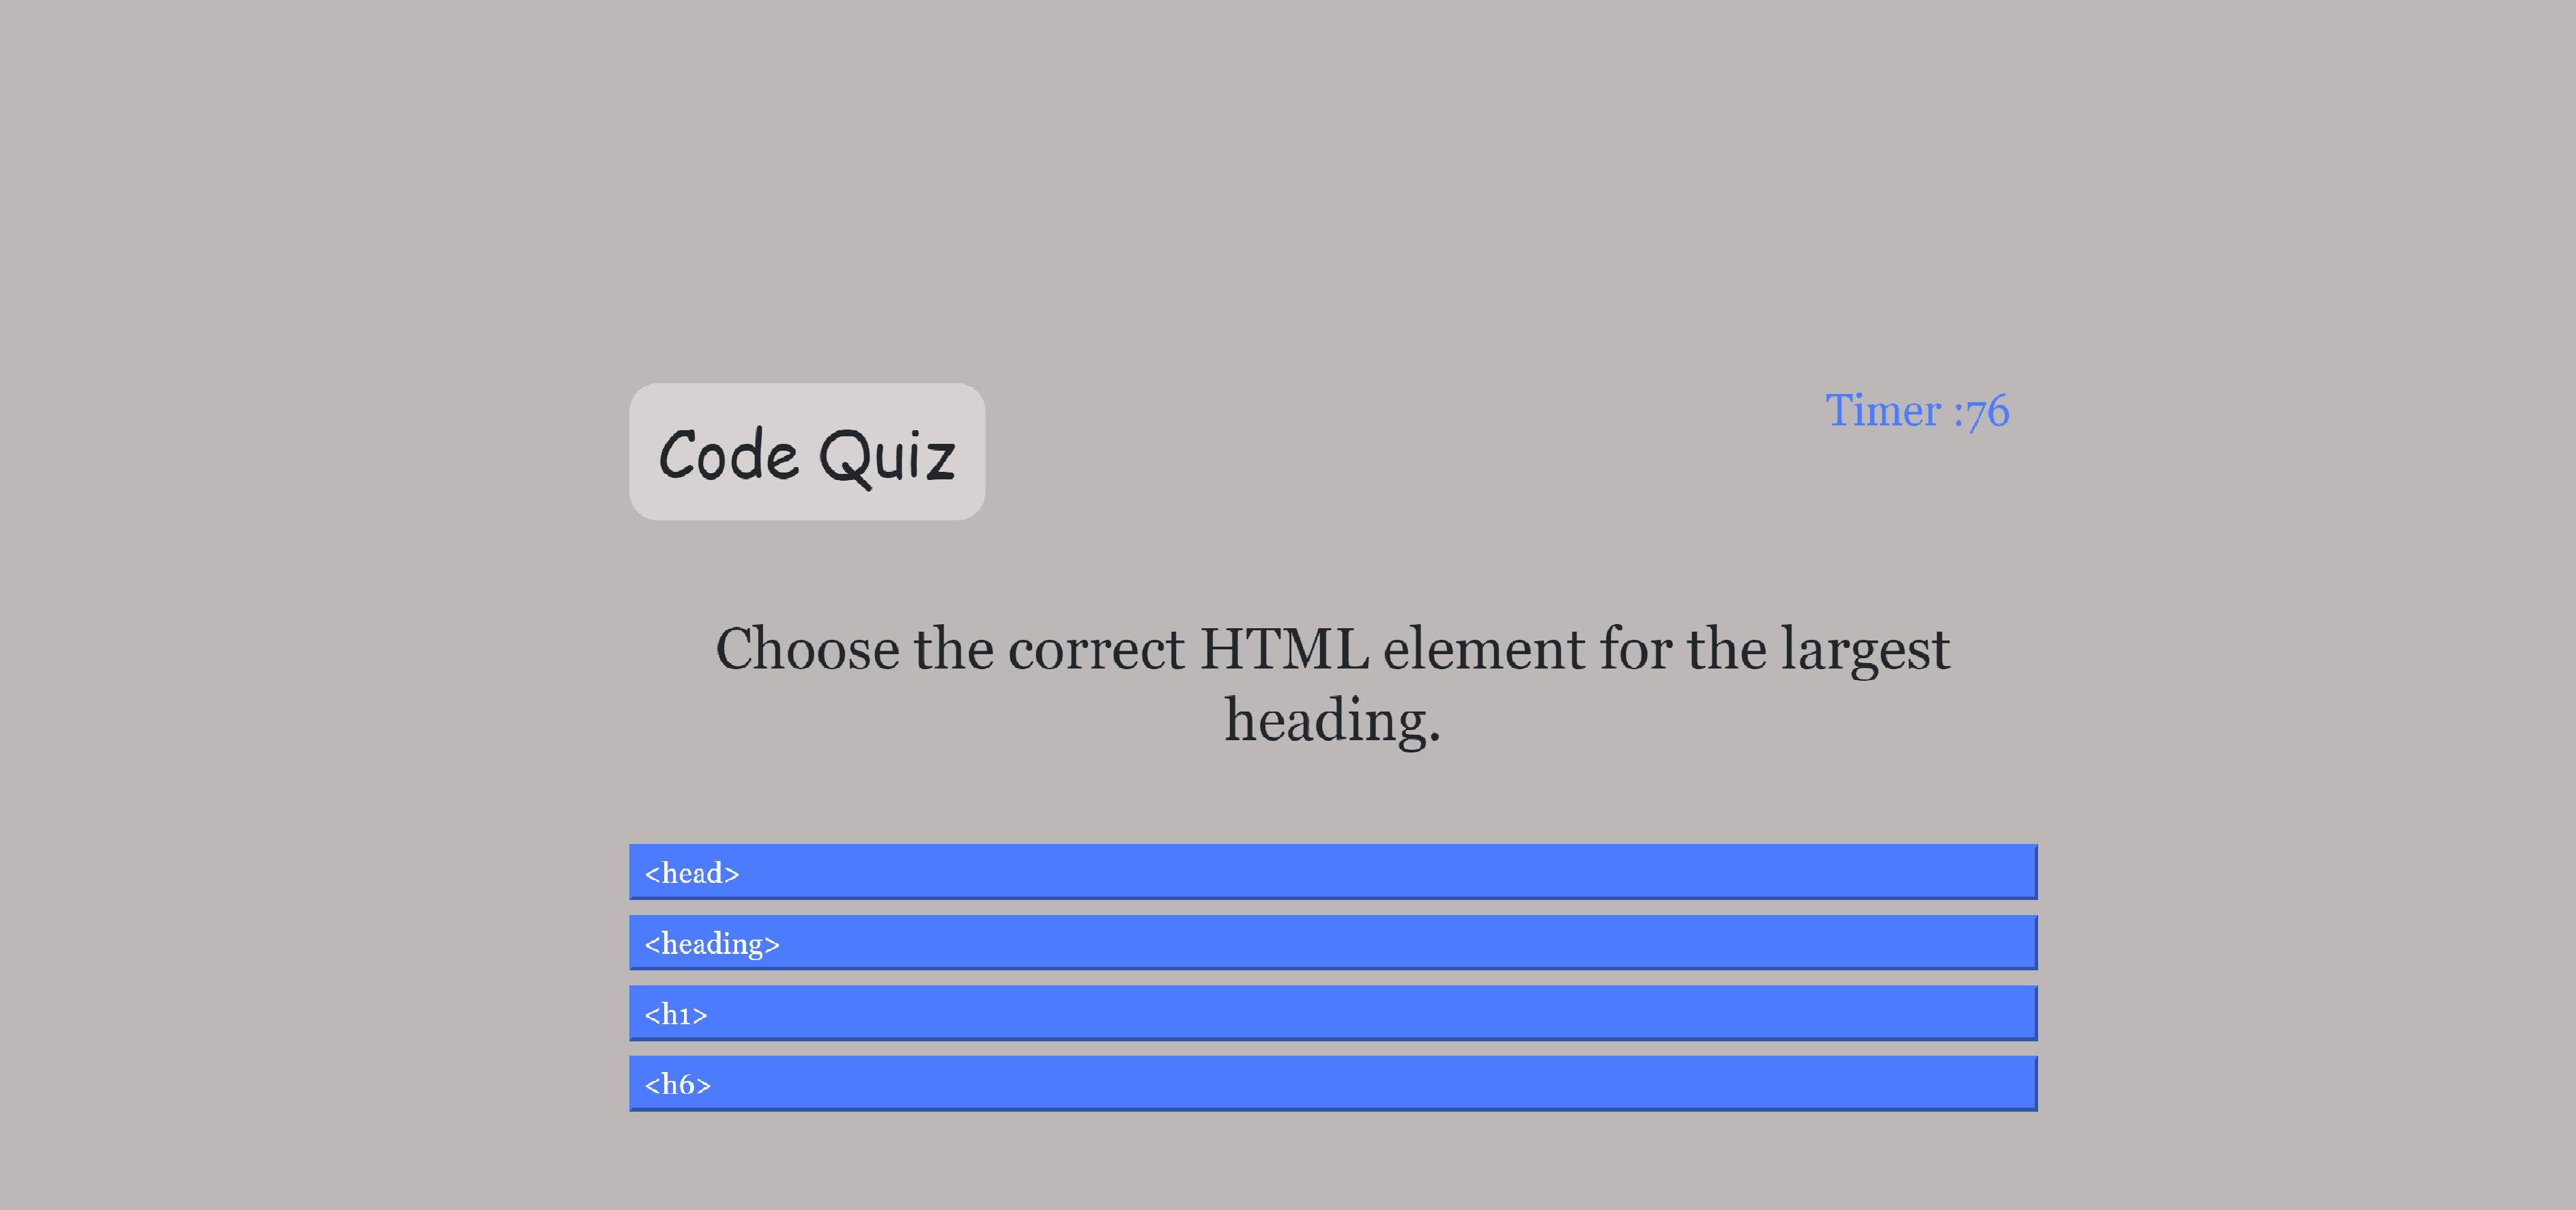 Code Quiz
Timer :76
Choose the correct HTML element for the largest
heading.
<head>
<heading>
<h1>
<h6>